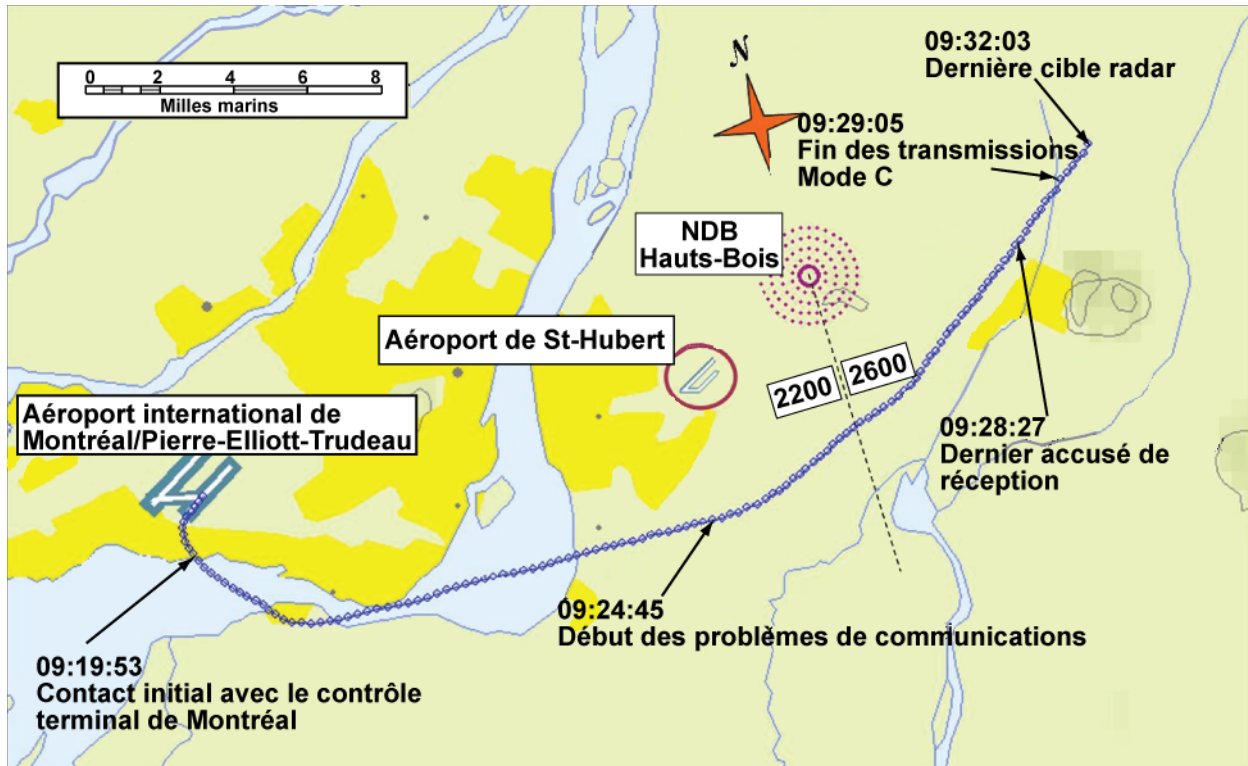 0 2 4 6 8
Milles marins
N
09:32:03
Dernière cible radar
09:29:05
Fin des transmissions
Mode C
NDB
Hauts-Bois
Aéroport de St-Hubert
2200 2600
Aéroport international de
Montréal/Pierre-Elliott-Trudeau
09:28:27
Dernier accusé de
réception
09:24:45
Début des problèmes de communications
09:19:53
Contact initial avec le contrôle
terminal de Montréal